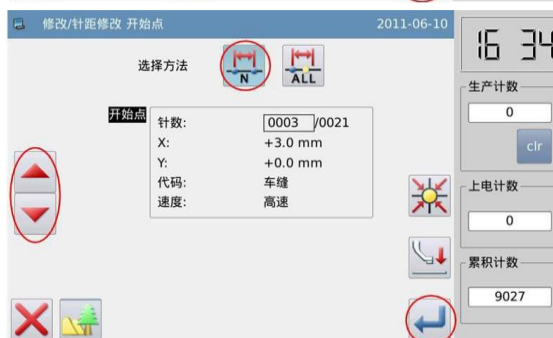 修改/针距修改 开始点 2011-06-10
选择方法
N
ALL
开始点
针数: 0003 /0021
X: +3.0 mm
Y: +0.0 mm
代码: 车缝
速度: 高速
生产计数
0
clr
上电计数
0
累积计数
9027